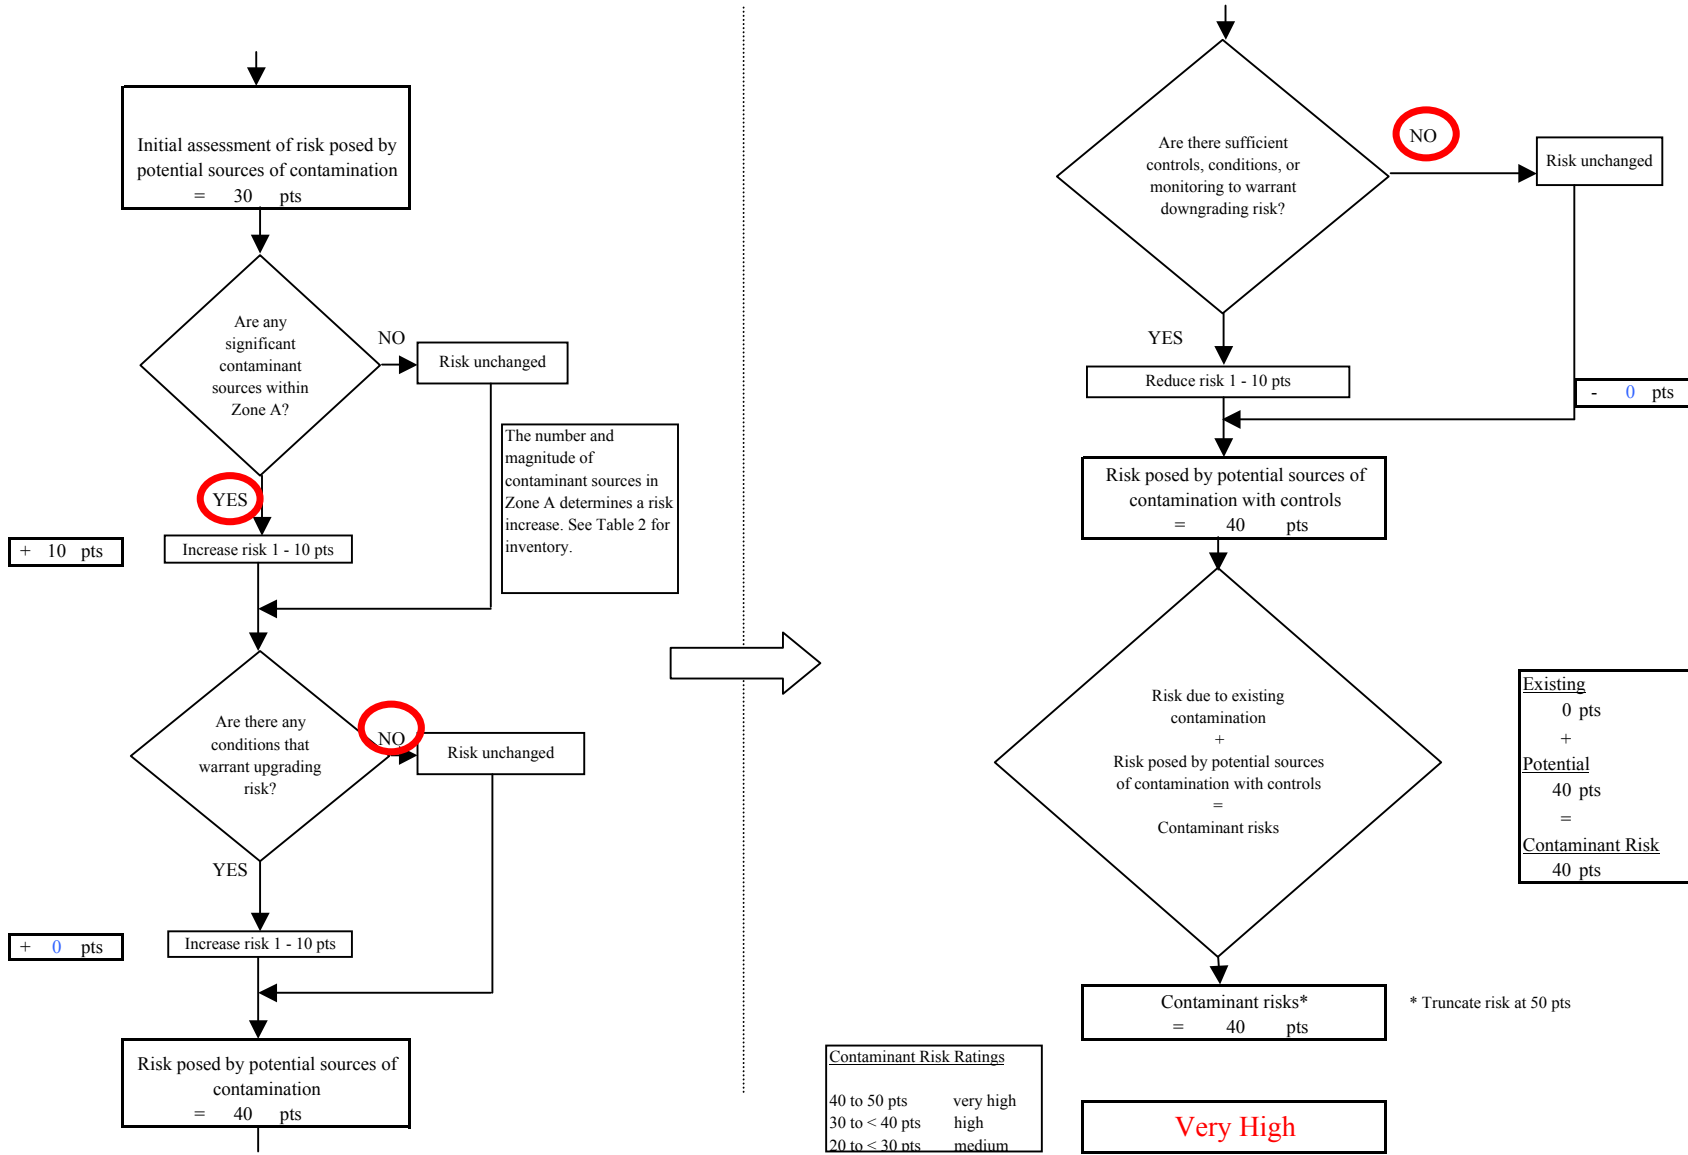 Initial assessment of risk posed by
potential sources of contamination
= 30 pts
Are any
significant
contaminant
sources within
Zone A?
NO
Risk unchanged
The number and
magnitude of
contaminant sources in
Zone A determines a risk
increase. See Table 2 for
inventory.
YES
+ 10 pts
Increase risk 1 - 10 pts
Are there any
conditions that
warrant upgrading
risk?
NO
Risk unchanged
YES
+ 0 pts
Increase risk 1 - 10 pts
Risk posed by potential sources of
contamination
= 40 pts
Are there sufficient
controls, conditions, or
monitoring to warrant
downgrading risk?
NO
Risk unchanged
YES
Reduce risk 1 - 10 pts
- 0 pts
Risk posed by potential sources of
contamination with controls
= 40 pts
Risk due to existing
contamination
+
Risk posed by potential sources
of contamination with controls
=
Contaminant risks
Existing
0 pts
+
Potential
40 pts
=
Contaminant Risk
40 pts
Contaminant risks*
= 40 pts
* Truncate risk at 50 pts
Contaminant Risk Ratings
40 to 50 pts very high
30 to < 40 pts high
20 to < 30 pts medium
Very High